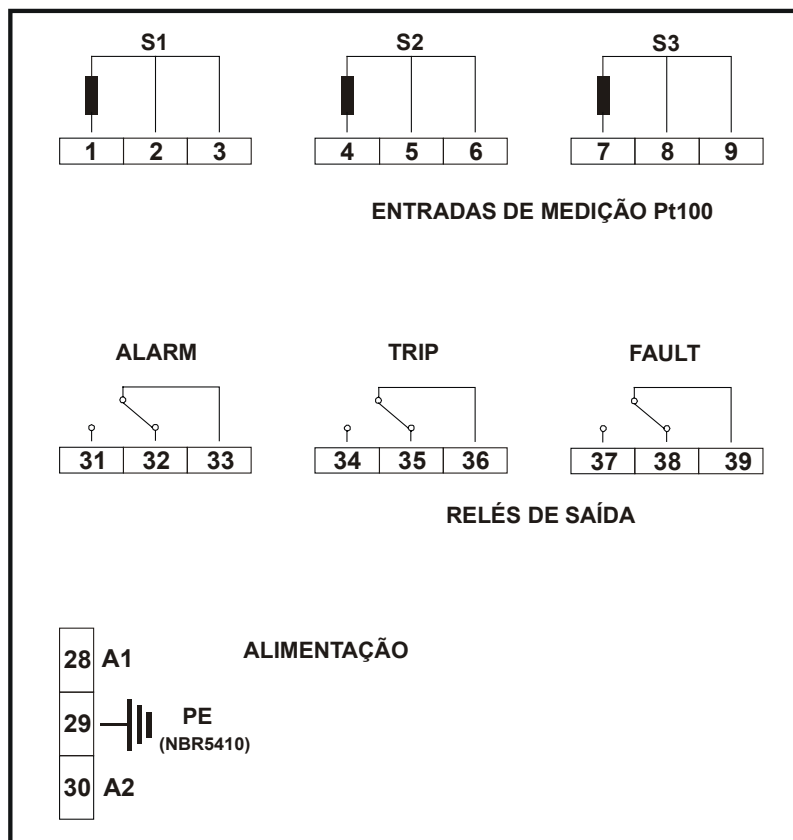 S1 S2 S3
1 2 3 4 5 6 7 8 9
ENTRADAS DE MEDIÇÃO Pt100
ALARM TRIP FAULT
31 32 33 34 35 36 37 38 39
RELÉS DE SAÍDA
28 A1 ALIMENTAÇÃO
29 PE
(NBR5410)
30 A2